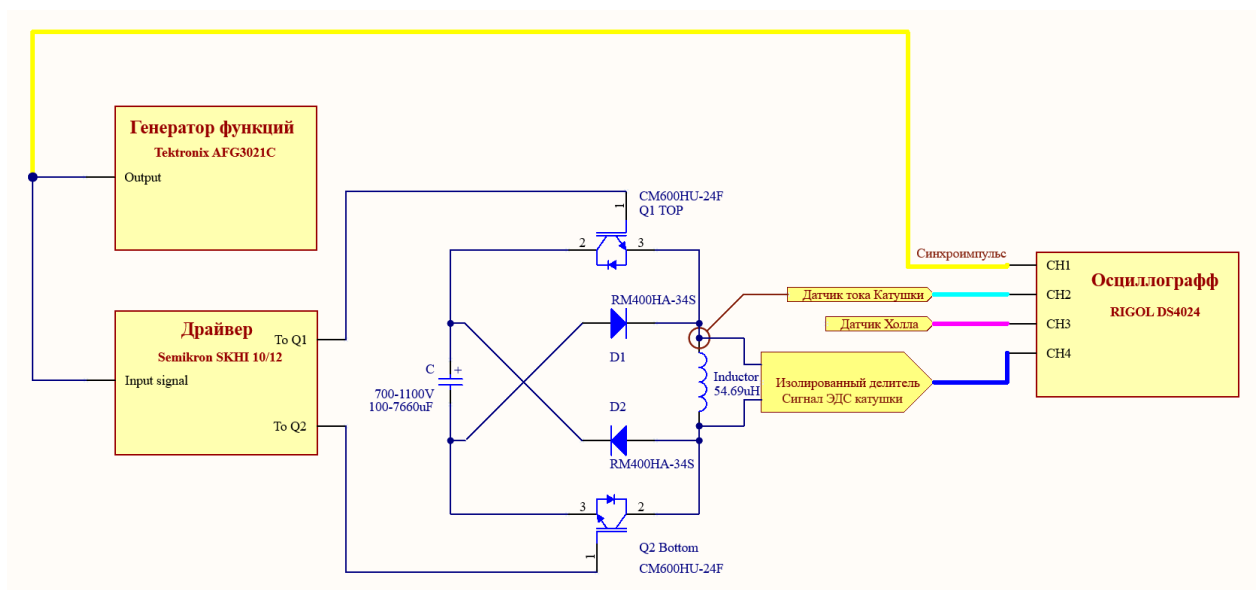 Генератор функций
Tektronix AFG3021C
Output
Драйвер
Semikron SKHI 10/12
To Q1
Input signal
To Q2
CM600HU-24F
Q1 TOP
1
2
3
RM400HA-34S
D1
C
+
700-1100V
100-7660uF
Inductor
54.69uH
D2
RM400HA-34S
3
2
1
Q2 Bottom
CM600HU-24F
Синхроимпульс
Датчик тока Катушки
Датчик Холла
Изолированный делитель
Сигнал ЭДС катушки
CH1
CH2
CH3
CH4
Осциллографф
RIGOL DS4024